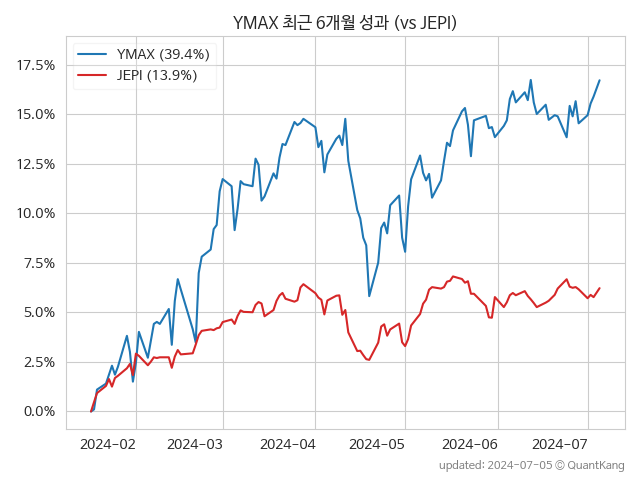 YMAX 최근 6개월 성과 (vs JEPI)
YMAX (39.4%)
JEPI (13.9%)
17.5%
15.0%
12.5%
10.0%
7.5%
5.0%
2.5%
0.0%
2024-02 2024-03 2024-04 2024-05 2024-06 2024-07
updated: 2024-07-05 © QuantKang